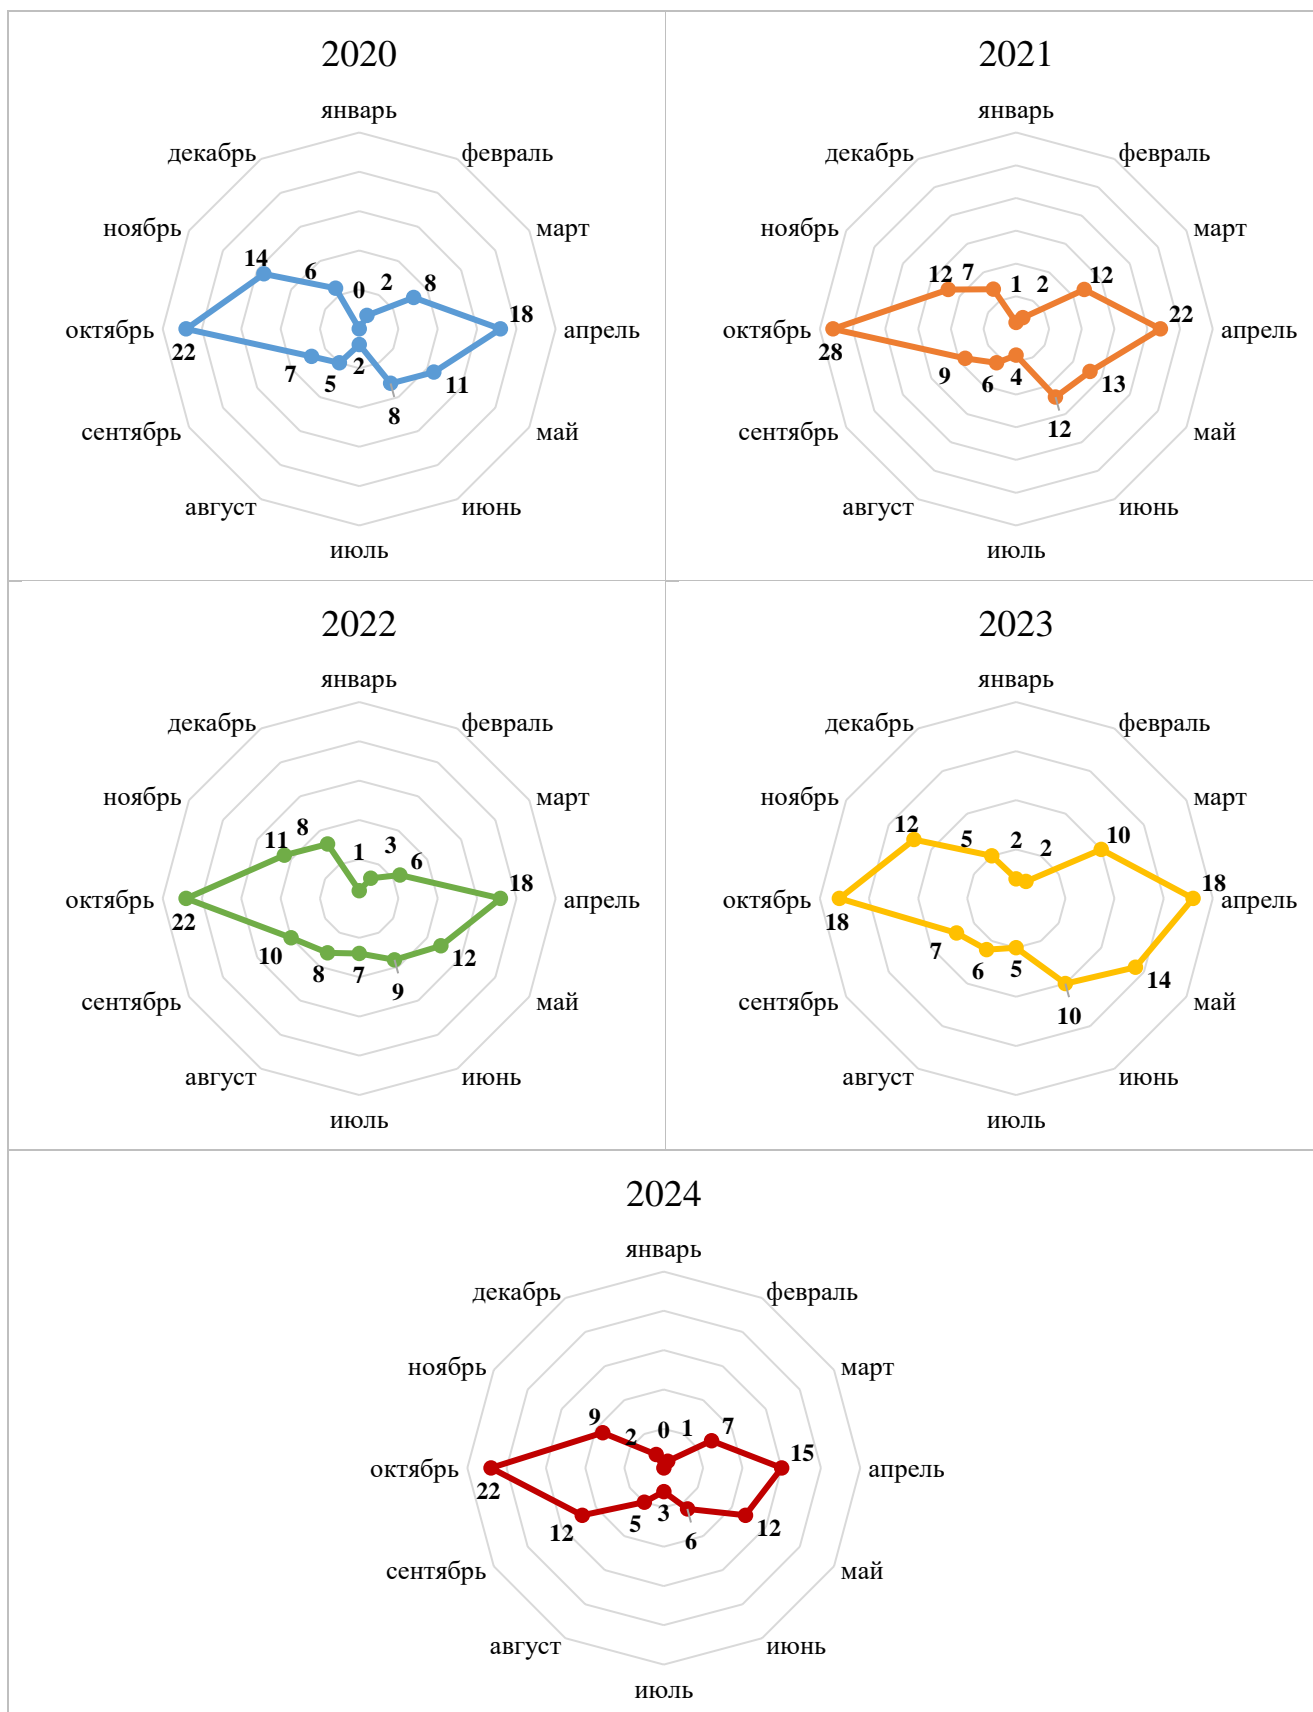 2020
январь
декабрь
февраль
ноябрь
март
14
6
0
2
8
18
октябрь
апрель
22
7
5
2
8
11
сентябрь
май
август
июнь
июль
2021
январь
декабрь
февраль
ноябрь
март
12
7
1
2
12
22
октябрь
апрель
28
9
6
4
12
13
сентябрь
май
август
июнь
июль
2022
январь
декабрь
февраль
ноябрь
март
11
8
1
3
6
18
октябрь
апрель
22
10
8
7
9
12
сентябрь
май
август
июнь
июль
2023
январь
декабрь
февраль
ноябрь
март
12
5
2
2
10
18
октябрь
апрель
18
7
6
5
10
14
сентябрь
май
август
июнь
июль
2024
январь
декабрь
февраль
ноябрь
март
9
2
0
1
7
15
октябрь
апрель
22
12
5
3
6
12
сентябрь
май
август
июнь
июль